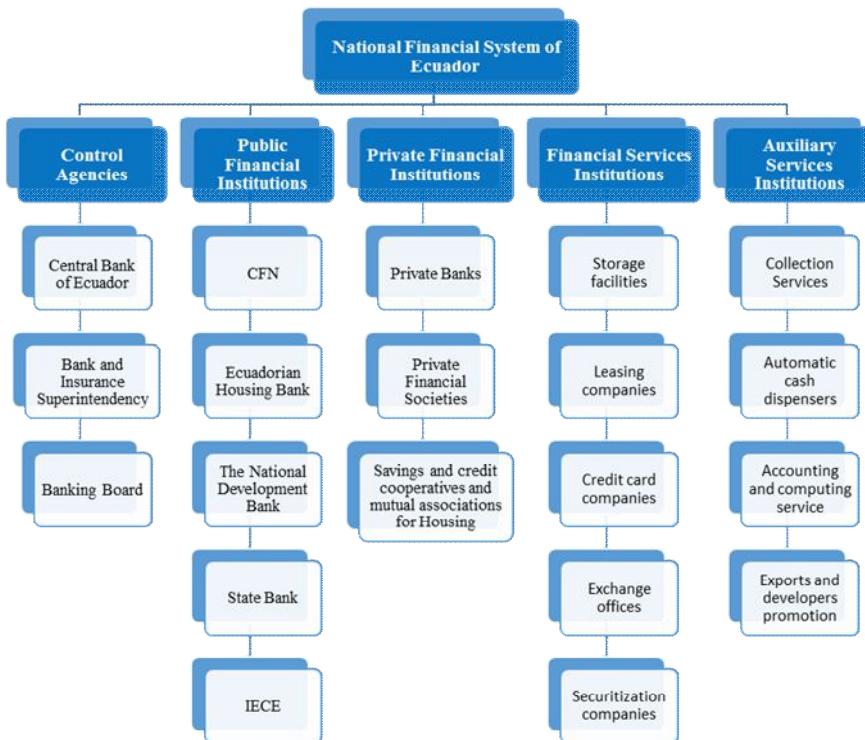 National Financial System of
Ecuador
Control
Agencies
Central Bank
of Ecuador
Bank and
Insurance
Superintendency
Banking Board
Public
Financial
Institutions
CFN
Ecuadorian
Housing Bank
The National
Development
Bank
State Bank
IECE
Private Financial
Institutions
Private Banks
Private
Financial
Societies
Savings and credit
cooperatives and
mutual associations
for Housing
Financial Services
Institutions
Storage
facilities
Leasing
companies
Credit card
companies
Exchange
offices
Securitization
companies
Auxiliary
Services
Institutions
Collection
Services
Automatic
cash
dispensers
Accounting
and computing
service
Exports and
developers
promotion